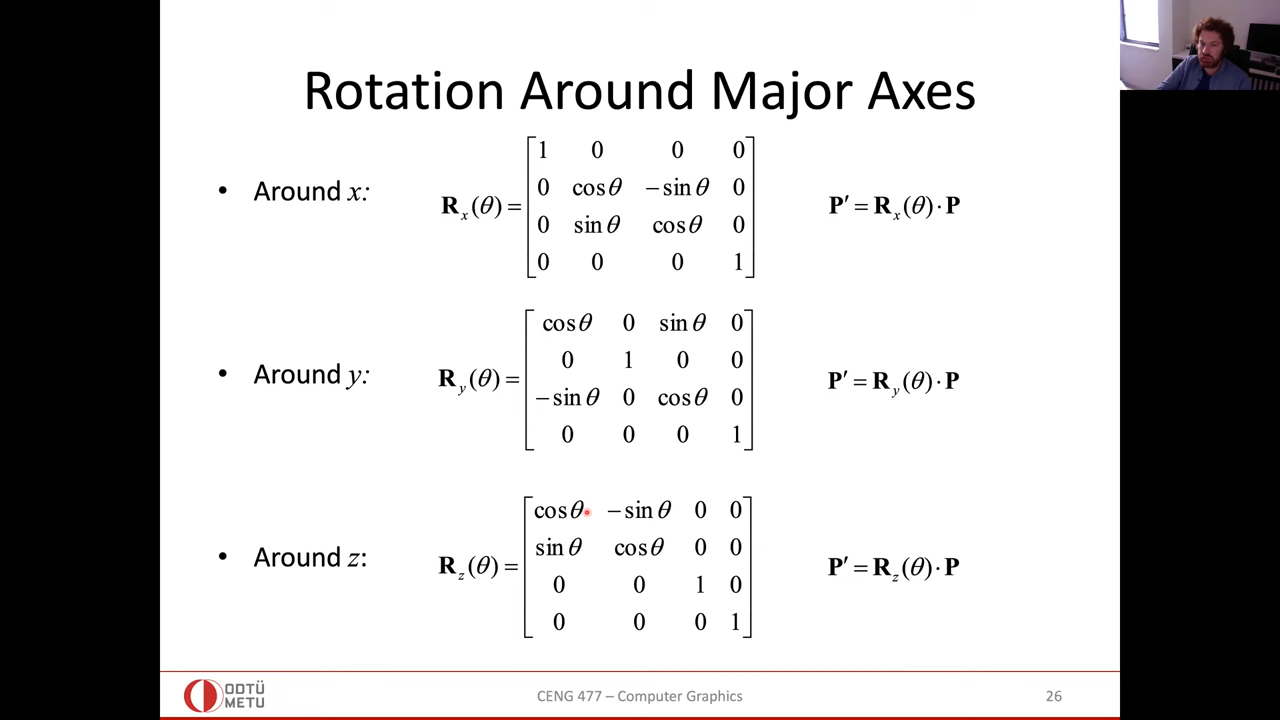 Rotation Around Major Axes
• Around x:
R_x(θ) =
1 0 0 0
0 cosθ −sinθ 0
0 sinθ cosθ 0
0 0 0 1
P′ = R_x(θ) · P
• Around y:
R_y(θ) =
cosθ 0 sinθ 0
0 1 0 0
−sinθ 0 cosθ 0
0 0 0 1
P′ = R_y(θ) · P
• Around z:
R_z(θ) =
cosθ −sinθ 0 0
sinθ cosθ 0 0
0 0 1 0
0 0 0 1
P′ = R_z(θ) · P
ODTÜ
METU
CENG 477 – Computer Graphics
26